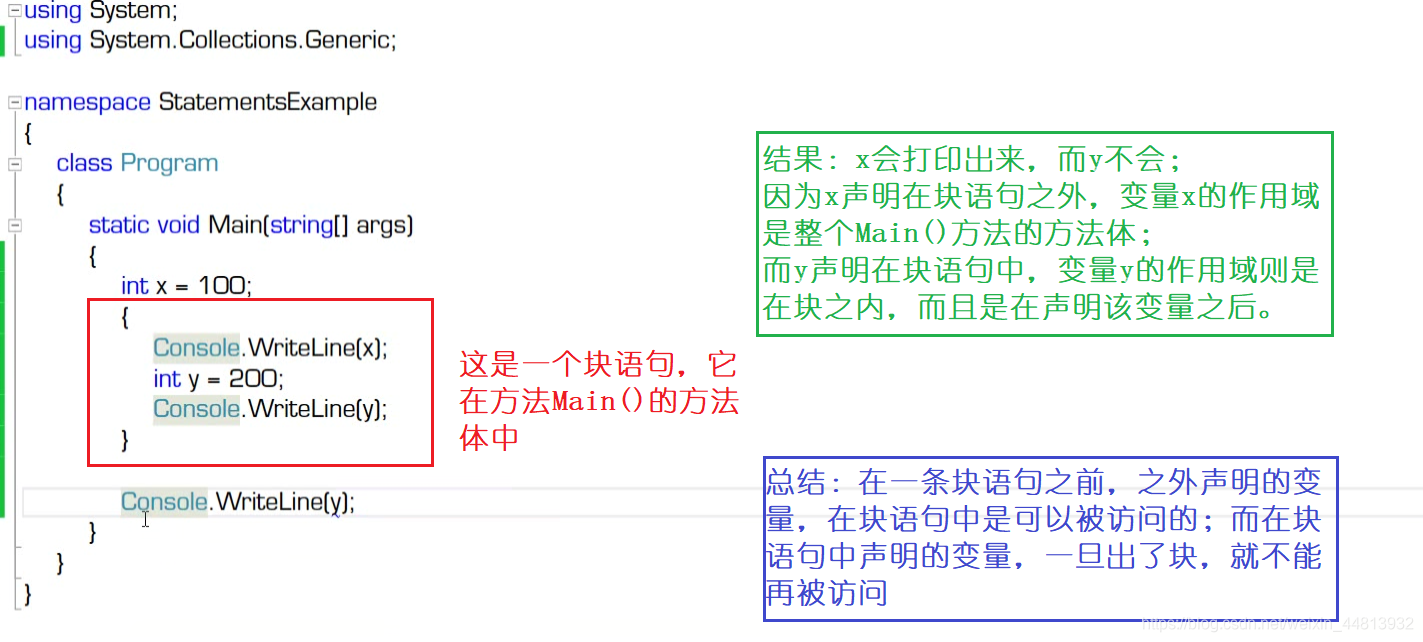 using System;
using System.Collections.Generic;
namespace StatementsExample
{
class Program
{
static void Main(string[] args)
{
int x = 100;
{
Console.WriteLine(x);
int y = 200;
Console.WriteLine(y);
}
Console.WriteLine(y);
}
}
}
这是一个块语句，它
在方法Main()的方法
体中
结果：x会打印出来，而y不会；
因为x声明在块语句之外，变量x的作用域
是整个Main()方法的方法体；
而y声明在块语句中，变量y的作用域则是
在块之内，而且是在声明该变量之后。
总结：在一条块语句之前，之外声明的变
量，在块语句中是可以被访问的；而在块
语句中声明的变量，一旦出了块，就不能
再被访问
https://blog.csdn.net/weixin_44813932